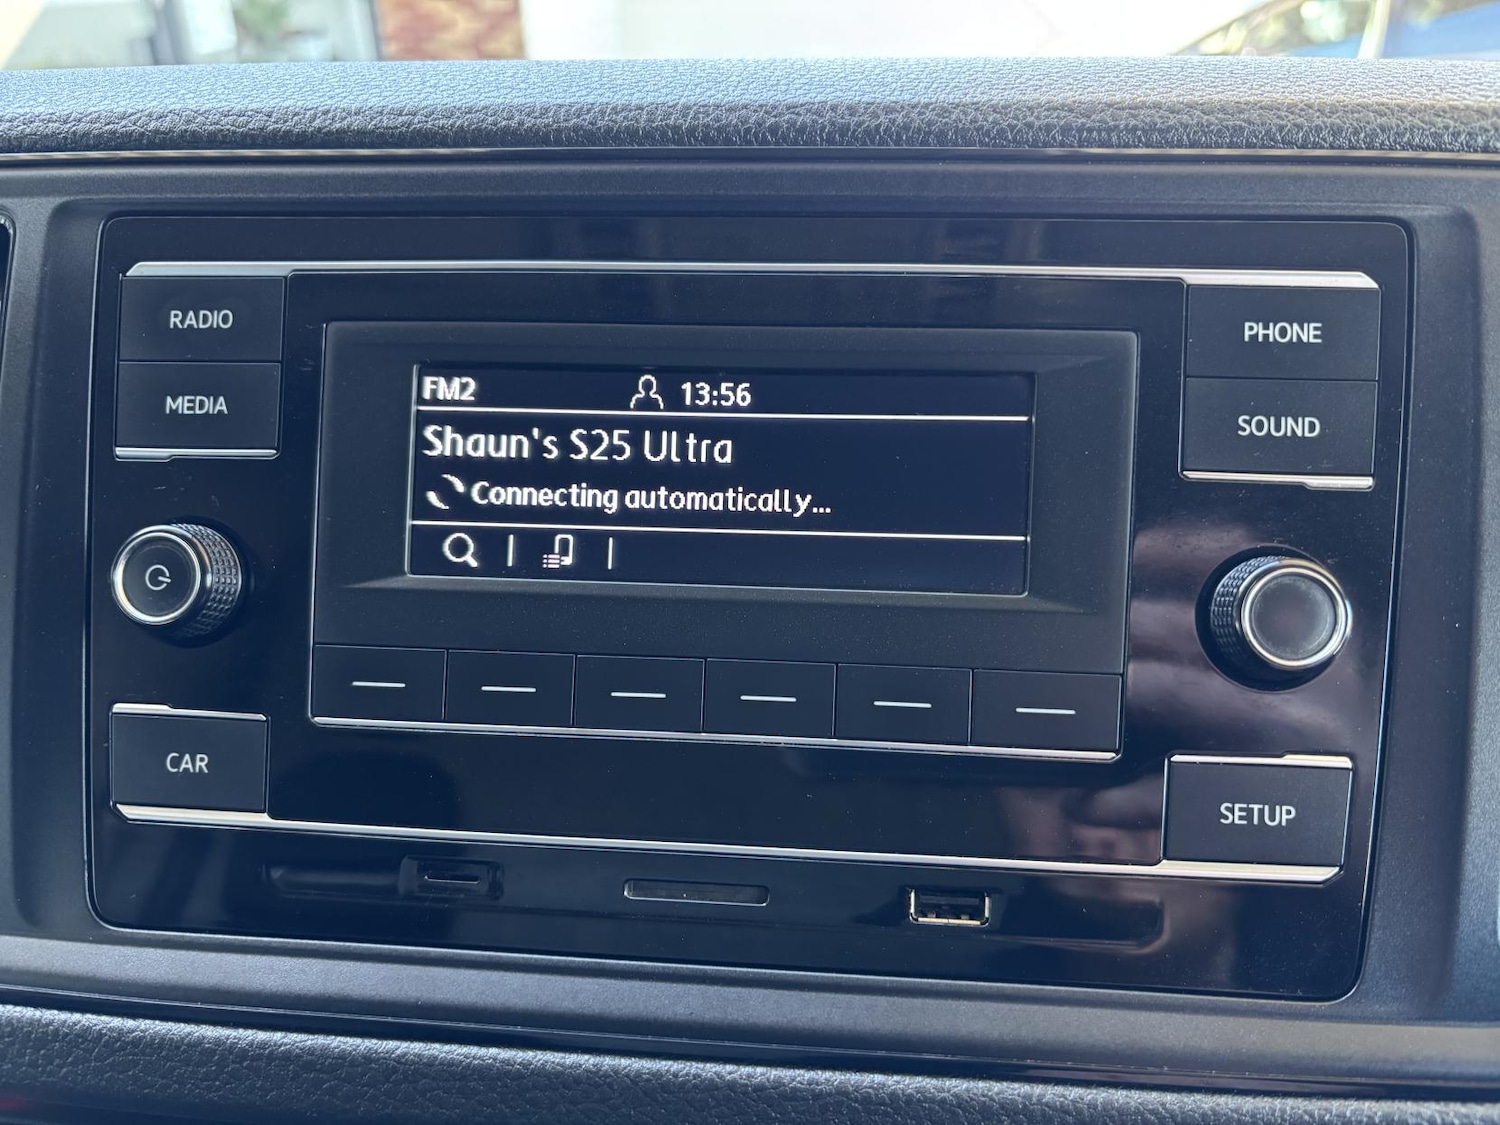 RADIO
MEDIA
FM2 13:56
Shaun's S25 Ultra
Connecting automatically...
PHONE
SOUND
CAR
SETUP